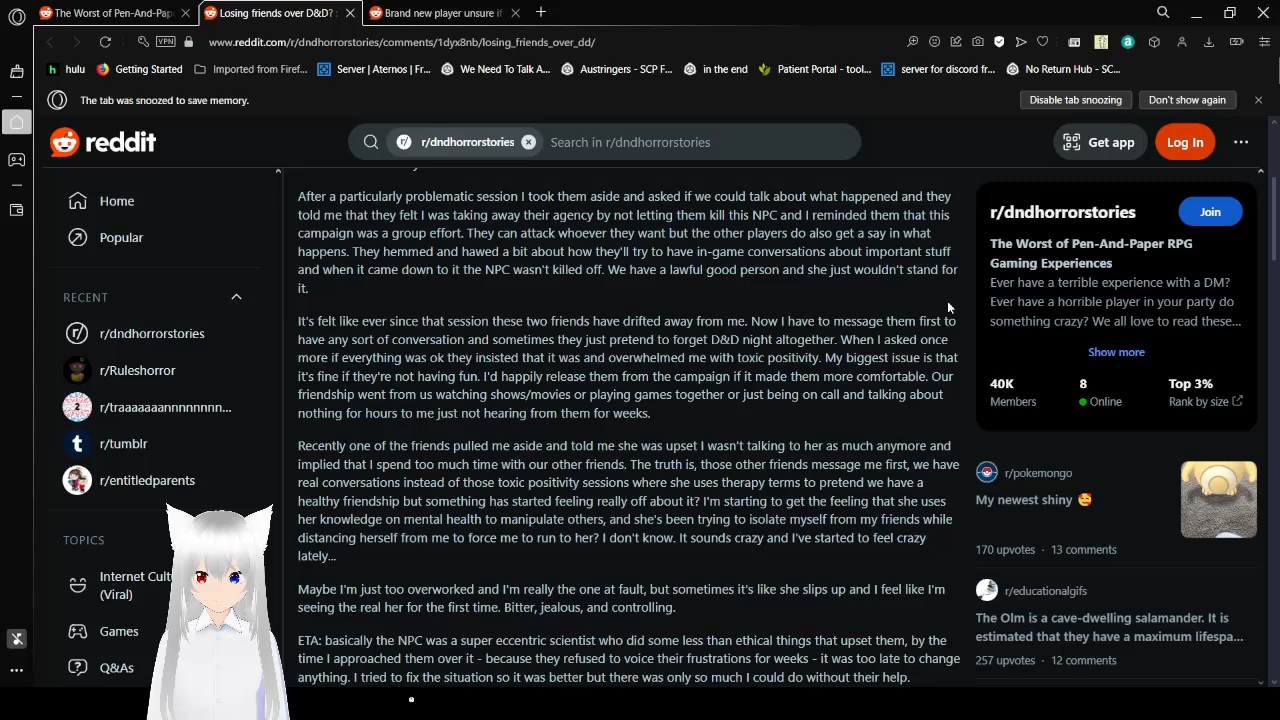 The Worst of Pen-And-Pape
Losing friends over D&D? :
Brand new player unsure if
VPN
www.reddit.com/r/dndhorrorstories/comments/1dyx8nb/losing_friends_over_dd/
hulu
Getting Started
Imported from Firef...
Server | Aternos | Fr...
We Need To Talk A...
Austringers - SCP F...
in the end
Patient Portal - tool...
server for discord fr...
No Return Hub - SC...
The tab was snoozed to save memory.
Disable tab snoozing
Don't show again
reddit
r/dndhorrorstories
Search in r/dndhorrorstories
Get app
Log In
Home
Popular
RECENT
r/dndhorrorstories
r/Ruleshorror
r/traaaaaaannnnnnnn...
r/tumblr
r/entitledparents
TOPICS
Internet Cult
(Viral)
Games
Q&As
After a particularly problematic session I took them aside and asked if we could talk about what happened and they
told me that they felt I was taking away their agency by not letting them kill this NPC and I reminded them that this
campaign was a group effort. They can attack whoever they want but the other players do also get a say in what
happens. They hemmed and hawed a bit about how they'll try to have in-game conversations about important stuff
and when it came down to it the NPC wasn't killed off. We have a lawful good person and she just wouldn't stand for
it.
It's felt like ever since that session these two friends have drifted away from me. Now I have to message them first to
have any sort of conversation and sometimes they just pretend to forget D&D night altogether. When I asked once
more if everything was ok they insisted that it was and overwhelmed me with toxic positivity. My biggest issue is that
it's fine if they're not having fun. I'd happily release them from the campaign if it made them more comfortable. Our
friendship went from us watching shows/movies or playing games together or just being on call and talking about
nothing for hours to me just not hearing from them for weeks.
Recently one of the friends pulled me aside and told me she was upset I wasn't talking to her as much anymore and
implied that I spend too much time with our other friends. The truth is, those other friends message me first, we have
real conversations instead of those toxic positivity sessions where she uses therapy terms to pretend we have a
healthy friendship but something has started feeling really off about it? I'm starting to get the feeling that she uses
her knowledge on mental health to manipulate others, and she's been trying to isolate myself from my friends while
distancing herself from me to force me to run to her? I don't know. It sounds crazy and I've started to feel crazy
lately...
Maybe I'm just too overworked and I'm really the one at fault, but sometimes it's like she slips up and I feel like I'm
seeing the real her for the first time. Bitter, jealous, and controlling.
ETA: basically the NPC was a super eccentric scientist who did some less than ethical things that upset them, by the
time I approached them over it - because they refused to voice their frustrations for weeks - it was too late to change
anything. I tried to fix the situation so it was better but there was only so much I could do without their help.
r/dndhorrorstories
Join
The Worst of Pen-And-Paper RPG
Gaming Experiences
Ever have a terrible experience with a DM?
Ever have a horrible player in your party do
something crazy? We all love to read these...
Show more
40K
Members
8
Online
Top 3%
Rank by size
r/pokemongo
My newest shiny 🥰
170 upvotes · 13 comments
r/educationalgifs
The Olm is a cave-dwelling salamander. It is
estimated that they have a maximum lifespa...
257 upvotes · 12 comments